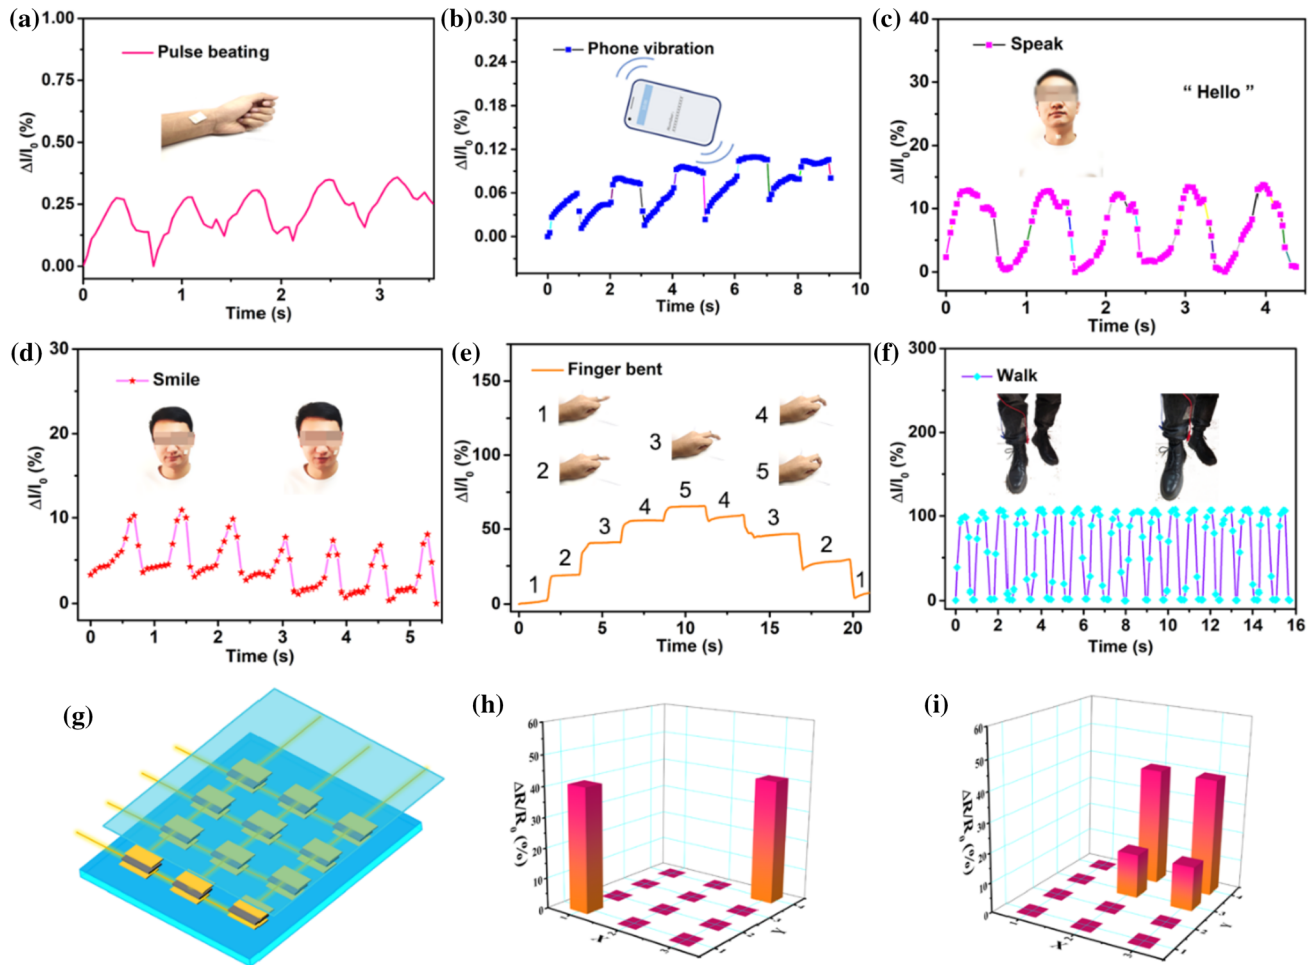 (a)
1.00
0.75
0.50
0.25
0.00
ΔI/I0 (%)
Pulse beating
0 1 2 3
Time (s)
(b)
0.30
0.24
0.18
0.12
0.06
0.00
ΔI/I0 (%)
Phone vibration
0 2 4 6 8 10
Time (s)
(c)
40
30
20
10
0
ΔI/I0 (%)
Speak
“ Hello ”
0 1 2 3 4
Time (s)
(d)
30
20
10
0
ΔI/I0 (%)
Smile
0 1 2 3 4 5
Time (s)
(e)
150
100
50
0
ΔI/I0 (%)
Finger bent
1 4
3
2 5
1 2 3 4 5 4 3 2 1
0 5 10 15 20
Time (s)
(f)
300
200
100
0
ΔI/I0 (%)
Walk
0 2 4 6 8 10 12 14 16
Time (s)
(g)
(h)
60
50
40
30
20
10
0
ΔR/R0 (%)
1 2 3
X
Y
(i)
60
50
40
30
20
10
0
ΔR/R0 (%)
1 2 3
X
Y